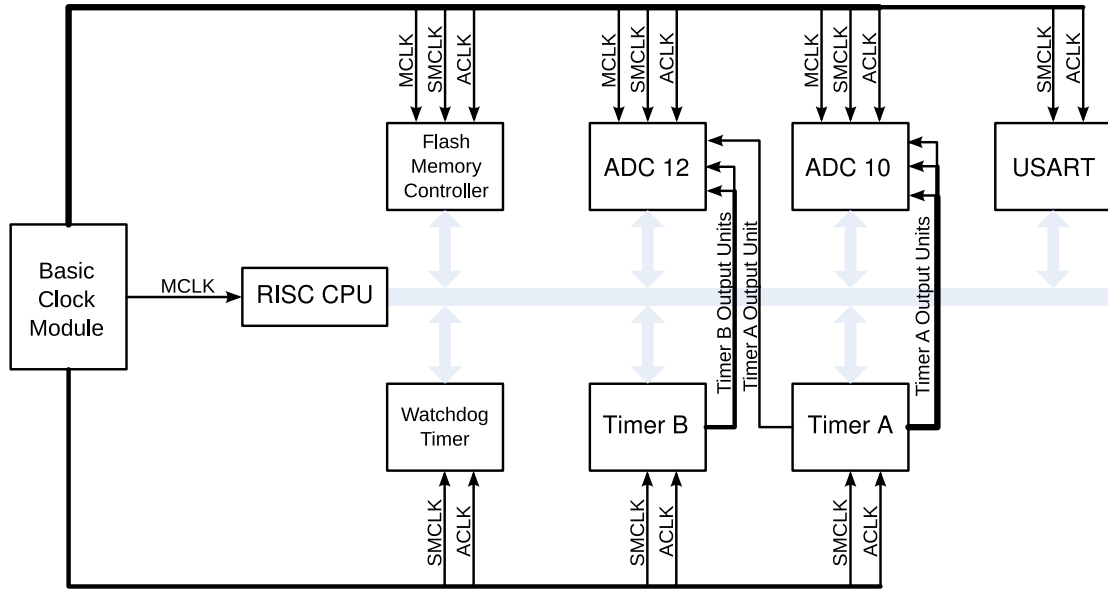 MCLK
SMCLK
ACLK
MCLK
SMCLK
ACLK
MCLK
SMCLK
ACLK
SMCLK
ACLK
Flash
Memory
Controller
ADC 12
ADC 10
USART
Basic
Clock
Module
MCLK
RISC CPU
Timer B Output Units
Timer A Output Unit
Timer A Output Units
Watchdog
Timer
Timer B
Timer A
SMCLK
ACLK
SMCLK
ACLK
SMCLK
ACLK